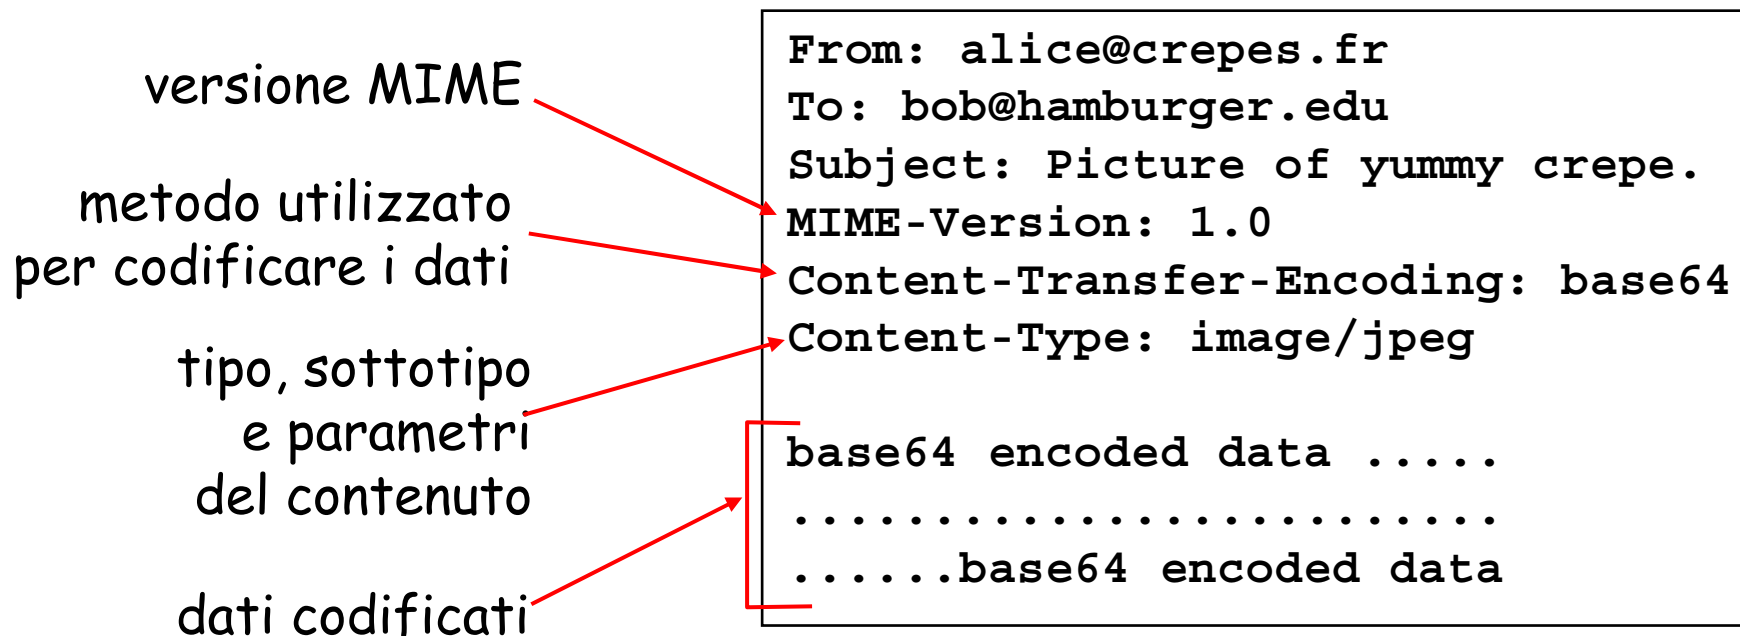 versione MIME
metodo utilizzato
per codificare i dati
tipo, sottotipo
e parametri
del contenuto
dati codificati
From: alice@crepes.fr
To: bob@hamburger.edu
Subject: Picture of yummy crepe.
MIME-Version: 1.0
Content-Transfer-Encoding: base64
Content-Type: image/jpeg
base64 encoded data .....
.........................
......base64 encoded data